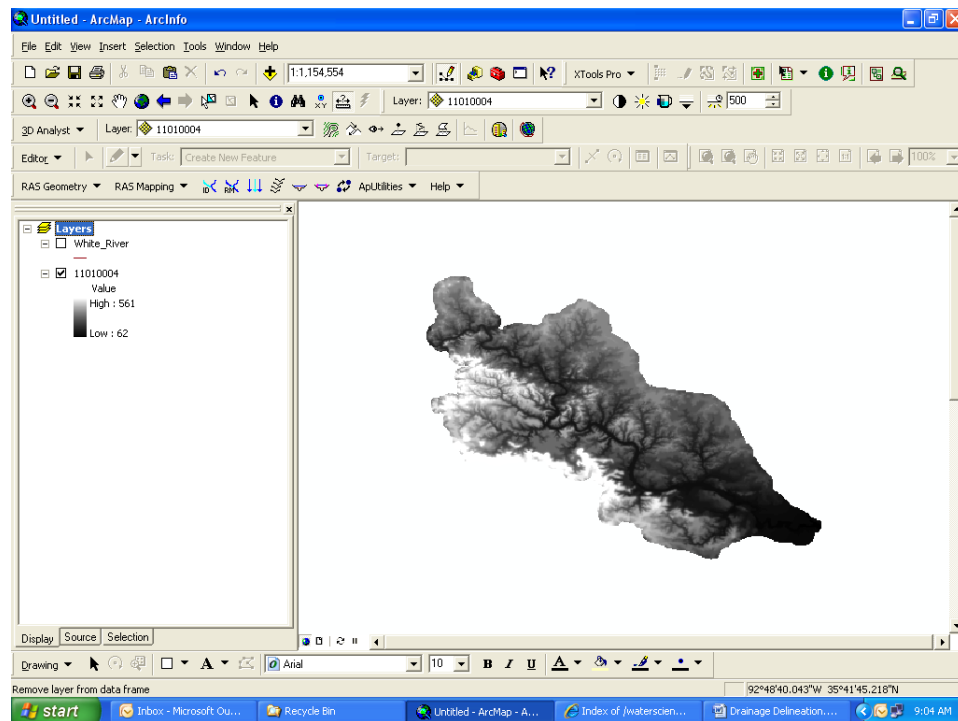 Untitled - ArcMap - ArcInfo
File Edit View Insert Selection Tools Window Help
1:1,154,554 XTools Pro
Layer: 11010004 500
3D Analyst Layer: 11010004
Editor Task: Create New Feature Target: 100%
RAS Geometry RAS Mapping ID RM ApUtilities Help
Layers
White_River
11010004
Value
High : 561
Low : 62
Display Source Selection
Drawing A Arial 10 B I U A
Remove layer from data frame 92°48'40.043"W 35°41'45.218"N
start Inbox - Microsoft Ou... Recycle Bin Untitled - ArcMap - A... Index of /waterscien... Drainage Delineation.... 9:04 AM